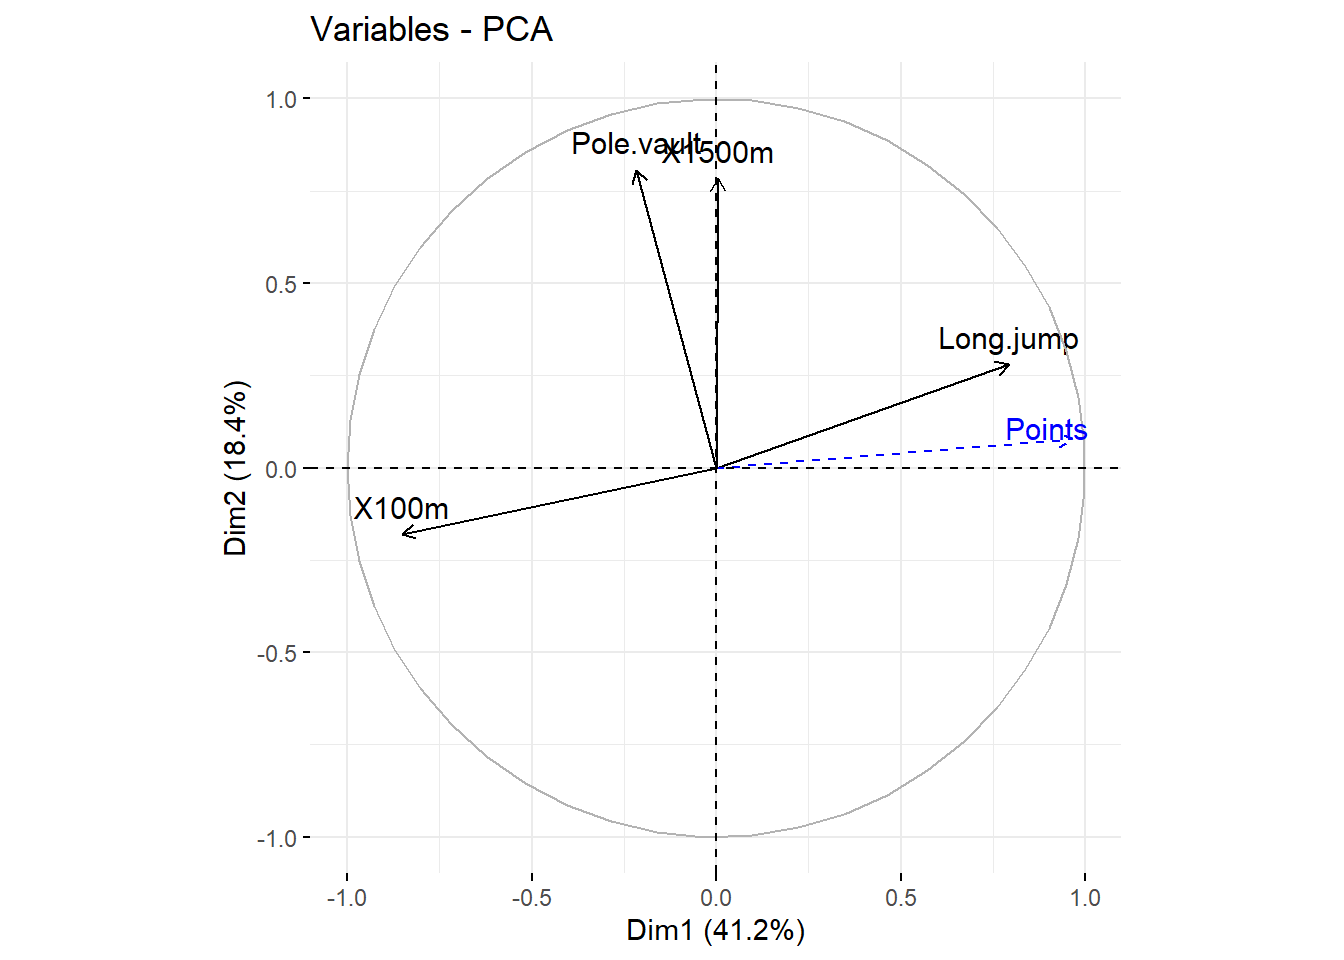 Variables - PCA
1.0
Pole.vault
X1500m
0.5
Long.jump
Points
0.0
X100m
-0.5
-1.0
-1.0
-0.5
0.0
0.5
1.0
Dim1 (41.2%)
Dim2 (18.4%)